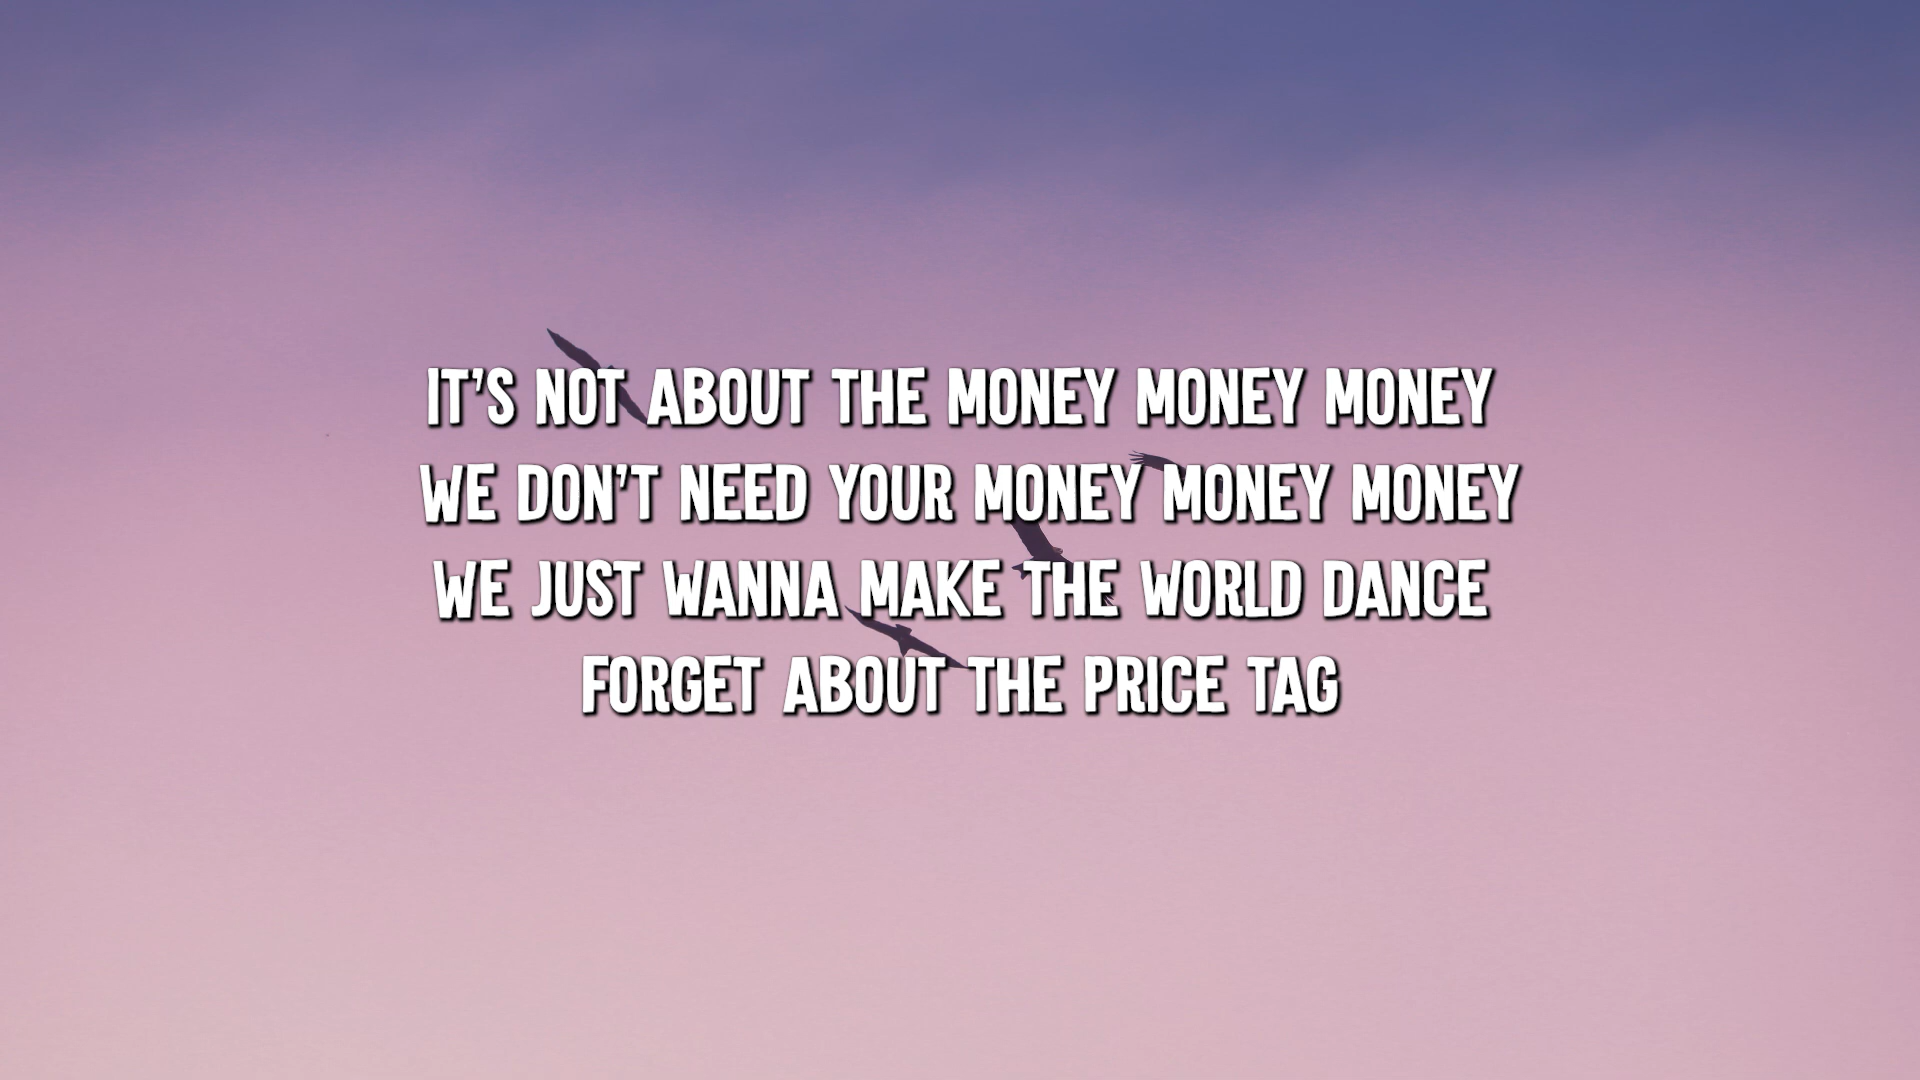 IT'S NOT ABOUT THE MONEY MONEY MONEY
WE DON'T NEED YOUR MONEY MONEY MONEY
WE JUST WANNA MAKE THE WORLD DANCE
FORGET ABOUT THE PRICE TAG